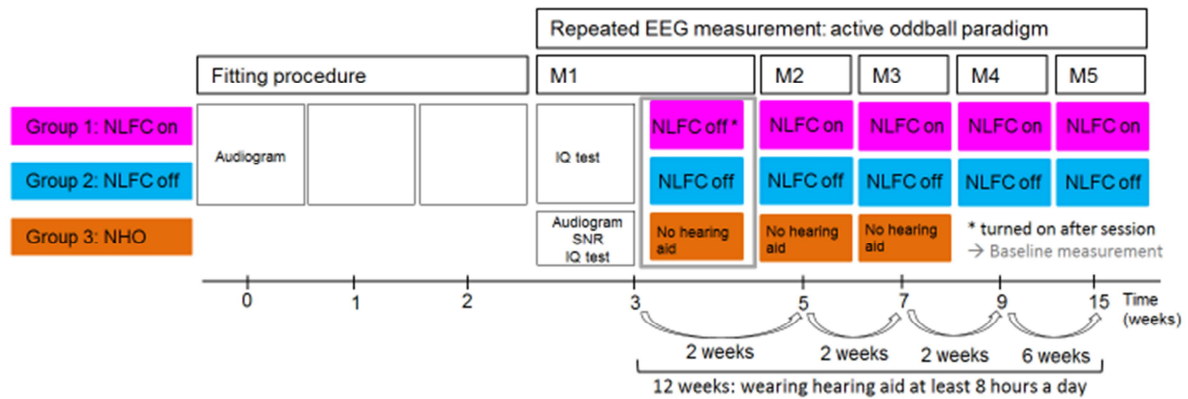 Repeated EEG measurement: active oddball paradigm
Fitting procedure
M1
M2
M3
M4
M5
Group 1: NLFC on
Audiogram
IQ test
NLFC off *
NLFC on
NLFC on
NLFC on
NLFC on
Group 2: NLFC off
NLFC off
NLFC off
NLFC off
NLFC off
NLFC off
Group 3: NHO
Audiogram
SNR
IQ test
No hearing
aid
No hearing
aid
No hearing
aid
* turned on after session
→ Baseline measurement
0
1
2
3
5
7
9
15
Time
(weeks)
2 weeks
2 weeks
2 weeks
6 weeks
12 weeks: wearing hearing aid at least 8 hours a day